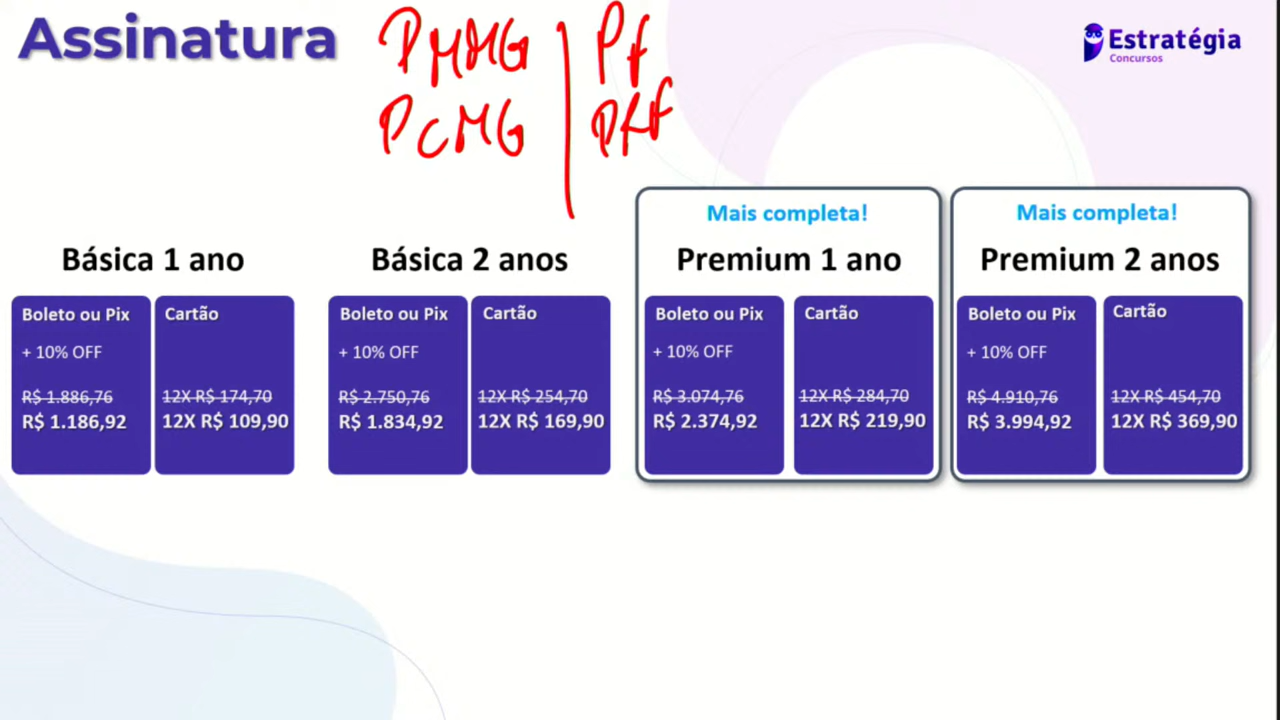 Assinatura
PMMG
PCMG
PF
PRF
Estratégia
Concursos
Básica 1 ano
Boleto ou Pix
+ 10% OFF
R$ 1.886,76
R$ 1.186,92
Cartão
12X R$ 174,70
12X R$ 109,90
Básica 2 anos
Boleto ou Pix
+ 10% OFF
R$ 2.750,76
R$ 1.834,92
Cartão
12X R$ 254,70
12X R$ 169,90
Mais completa!
Premium 1 ano
Boleto ou Pix
+ 10% OFF
R$ 3.074,76
R$ 2.374,92
Cartão
12X R$ 284,70
12X R$ 219,90
Mais completa!
Premium 2 anos
Boleto ou Pix
+ 10% OFF
R$ 4.910,76
R$ 3.994,92
Cartão
12X R$ 454,70
12X R$ 369,90